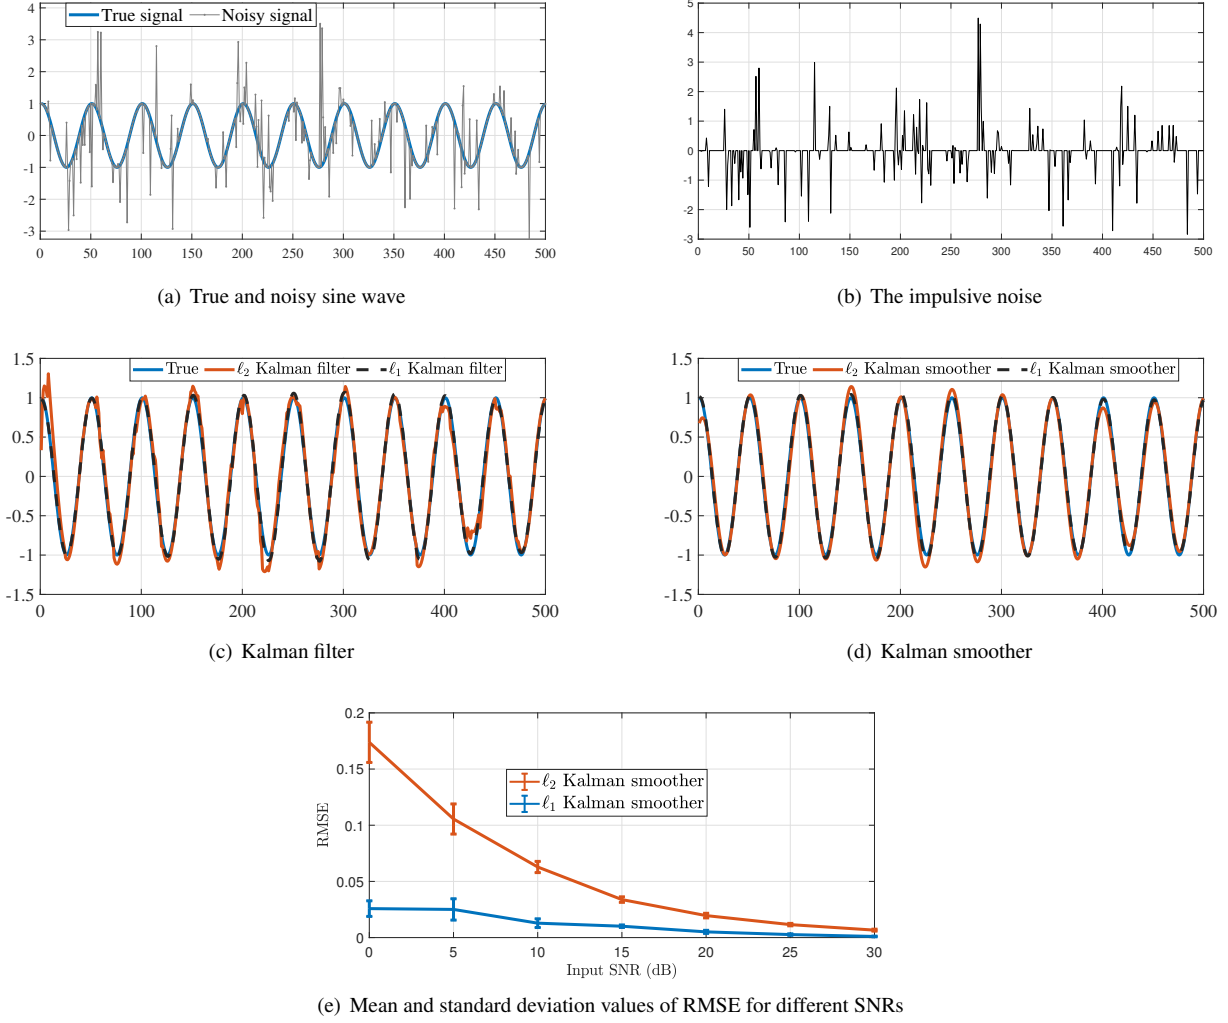 True signal Noisy signal
4
3
2
1
0
-1
-2
-3
0 50 100 150 200 250 300 350 400 450 500
(a) True and noisy sine wave
5
4
3
2
1
0
-1
-2
-3
0 50 100 150 200 250 300 350 400 450 500
(b) The impulsive noise
True ℓ2 Kalman filter ℓ1 Kalman filter
1.5
1
0.5
0
-0.5
-1
-1.5
0 100 200 300 400 500
(c) Kalman filter
True ℓ2 Kalman smoother ℓ1 Kalman smoother
1.5
1
0.5
0
-0.5
-1
-1.5
0 100 200 300 400 500
(d) Kalman smoother
0.2
0.15
0.1
0.05
0
RMSE
ℓ2 Kalman smoother
ℓ1 Kalman smoother
0 5 10 15 20 25 30
Input SNR (dB)
(e) Mean and standard deviation values of RMSE for different SNRs